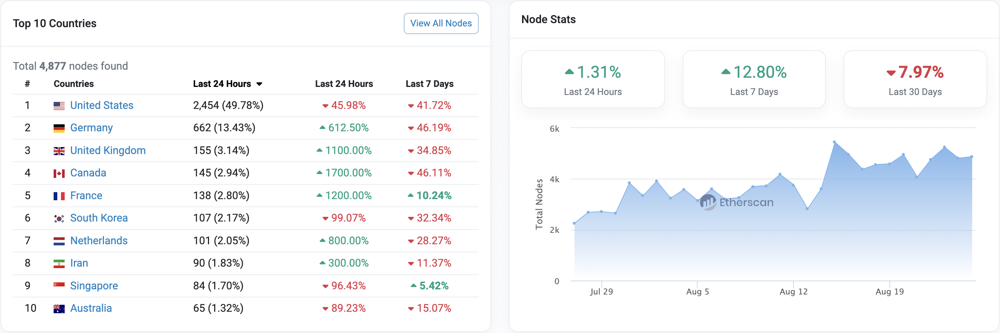 Top 10 Countries
View All Nodes
Total 4,877 nodes found
# Countries Last 24 Hours Last 24 Hours Last 7 Days
1 United States 2,454 (49.78%) 45.98% 41.72%
2 Germany 662 (13.43%) 612.50% 46.19%
3 United Kingdom 155 (3.14%) 1100.00% 34.85%
4 Canada 145 (2.94%) 1700.00% 46.11%
5 France 138 (2.80%) 1200.00% 10.24%
6 South Korea 107 (2.17%) 99.07% 32.34%
7 Netherlands 101 (2.05%) 800.00% 28.27%
8 Iran 90 (1.83%) 300.00% 11.37%
9 Singapore 84 (1.70%) 96.43% 5.42%
10 Australia 65 (1.32%) 89.23% 15.07%
Node Stats
1.31%
Last 24 Hours
12.80%
Last 7 Days
7.97%
Last 30 Days
Total Nodes
6k
4k
2k
0
Etherscan
Jul 29 Aug 5 Aug 12 Aug 19